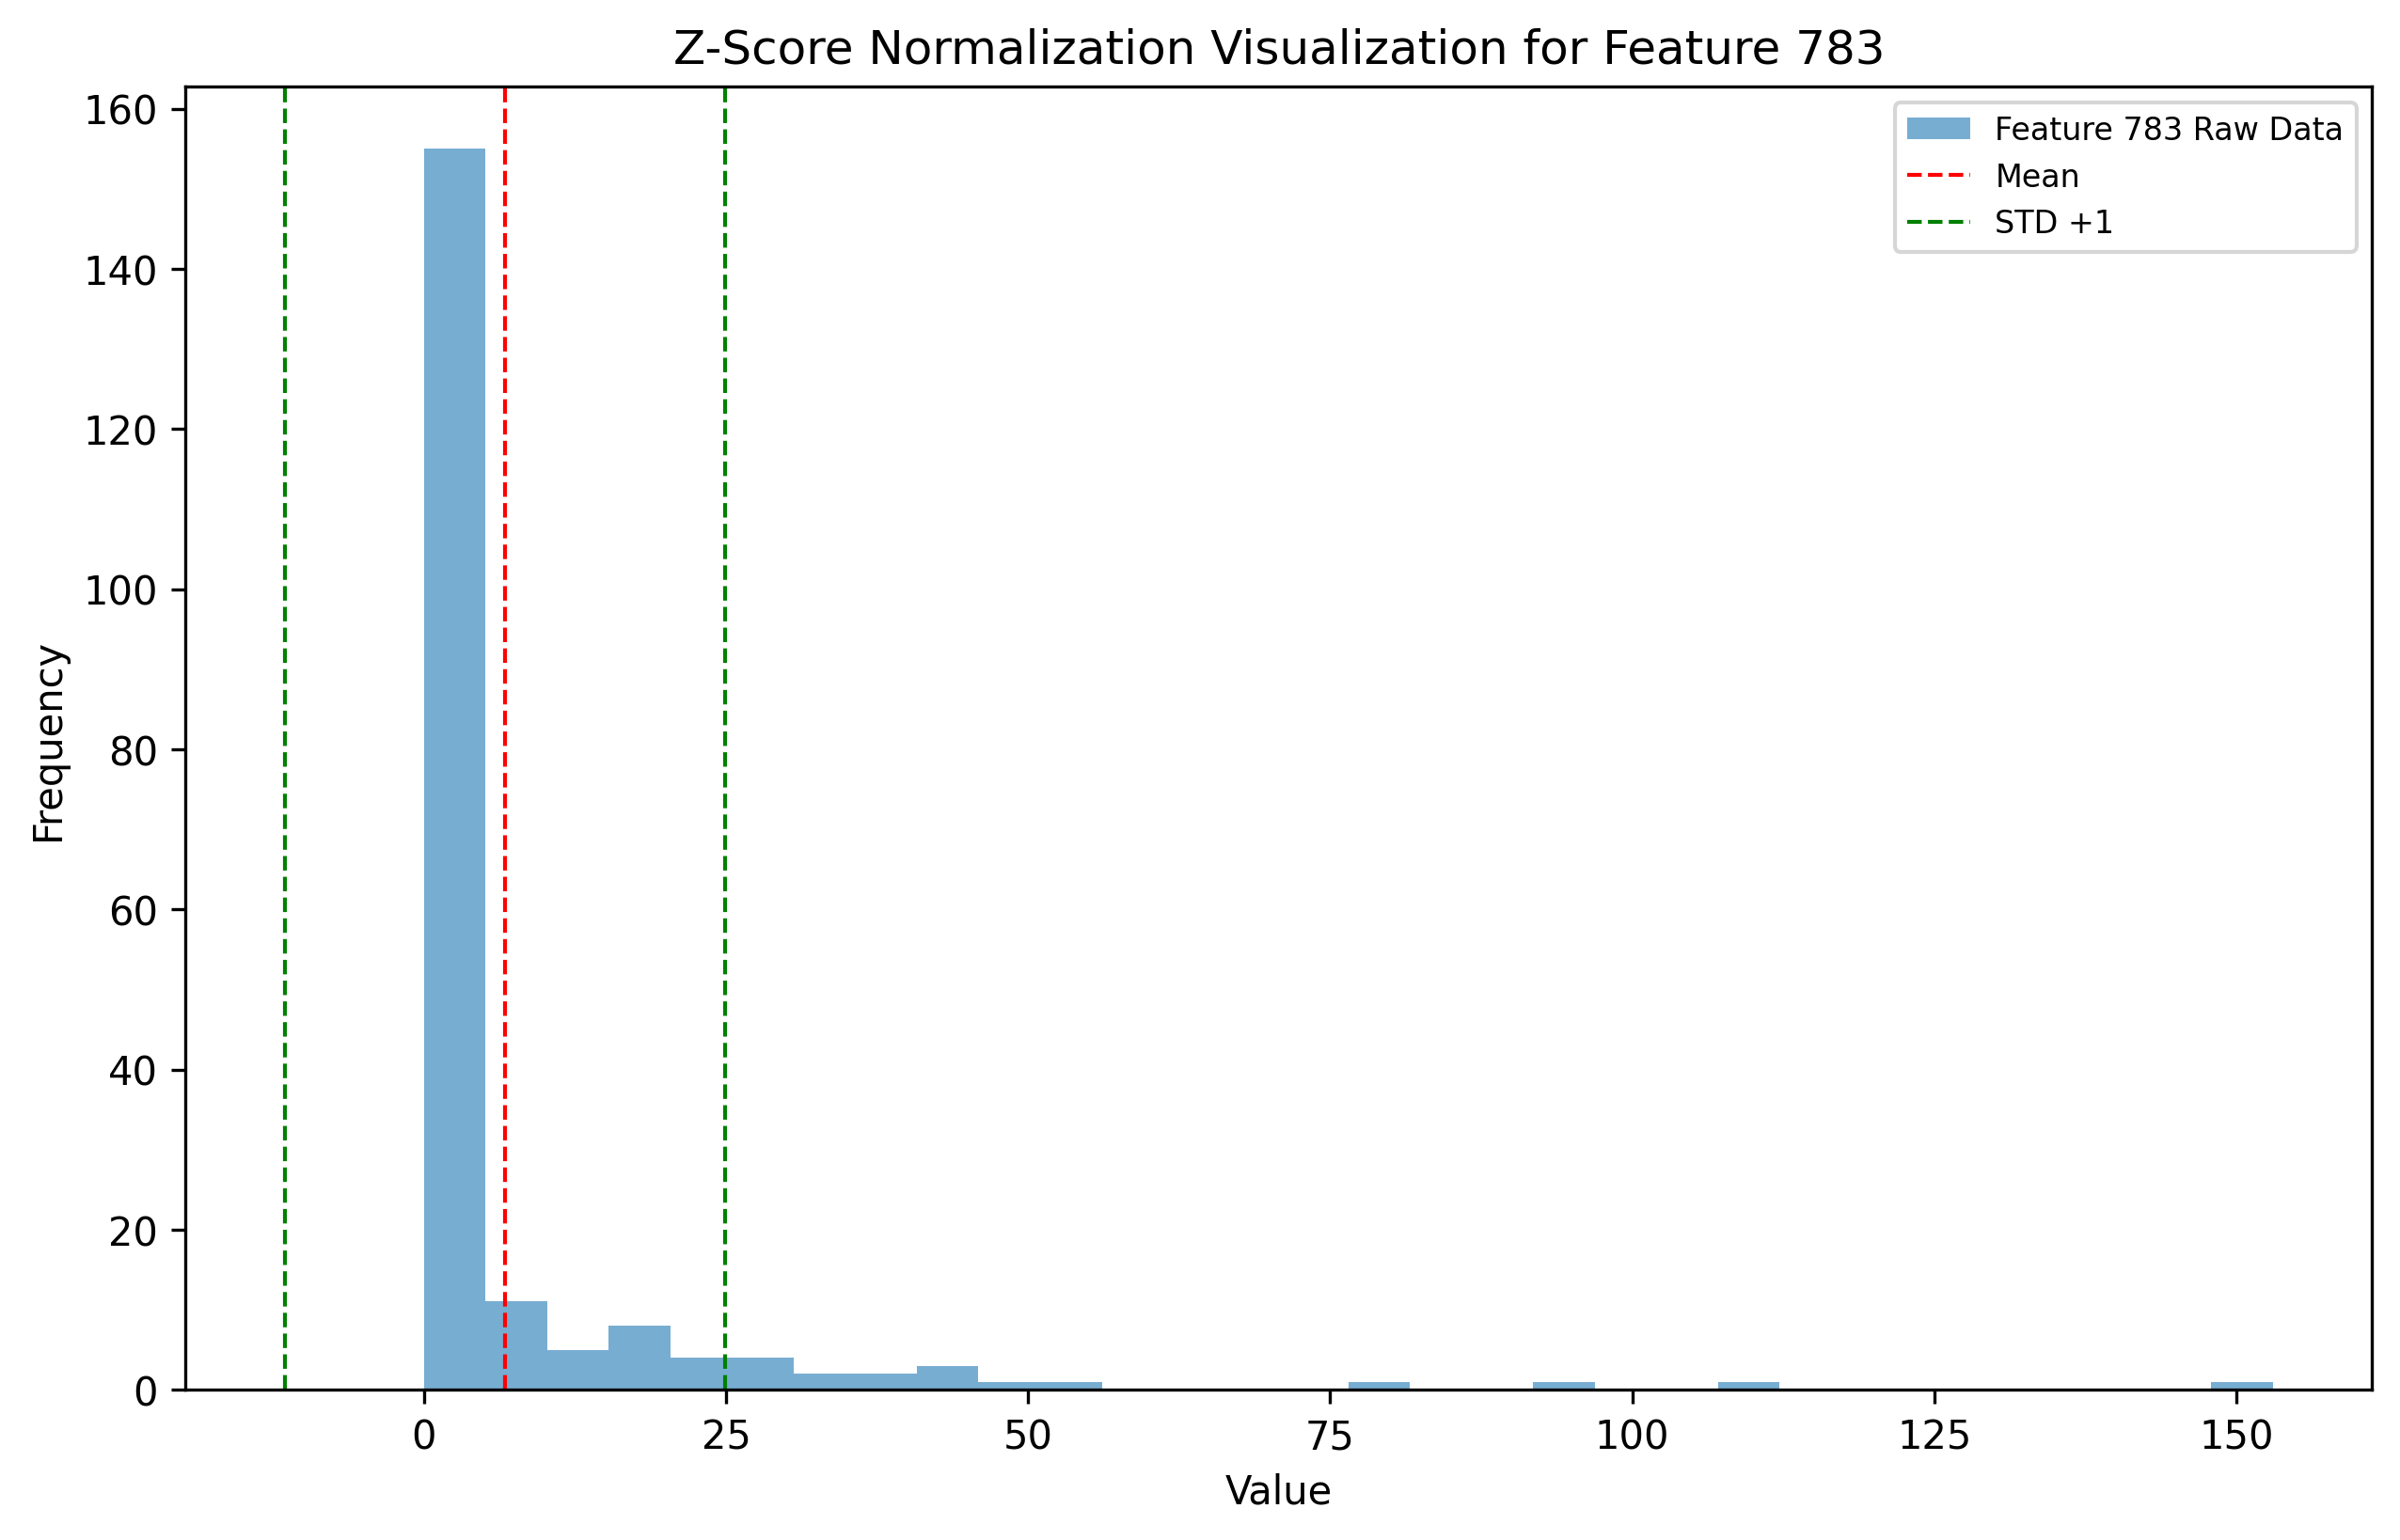 Z-Score Normalization Visualization for Feature 783
Feature 783 Raw Data
Mean
STD +1
160
140
120
100
80
60
40
20
0
Frequency
0 25 50 75 100 125 150
Value